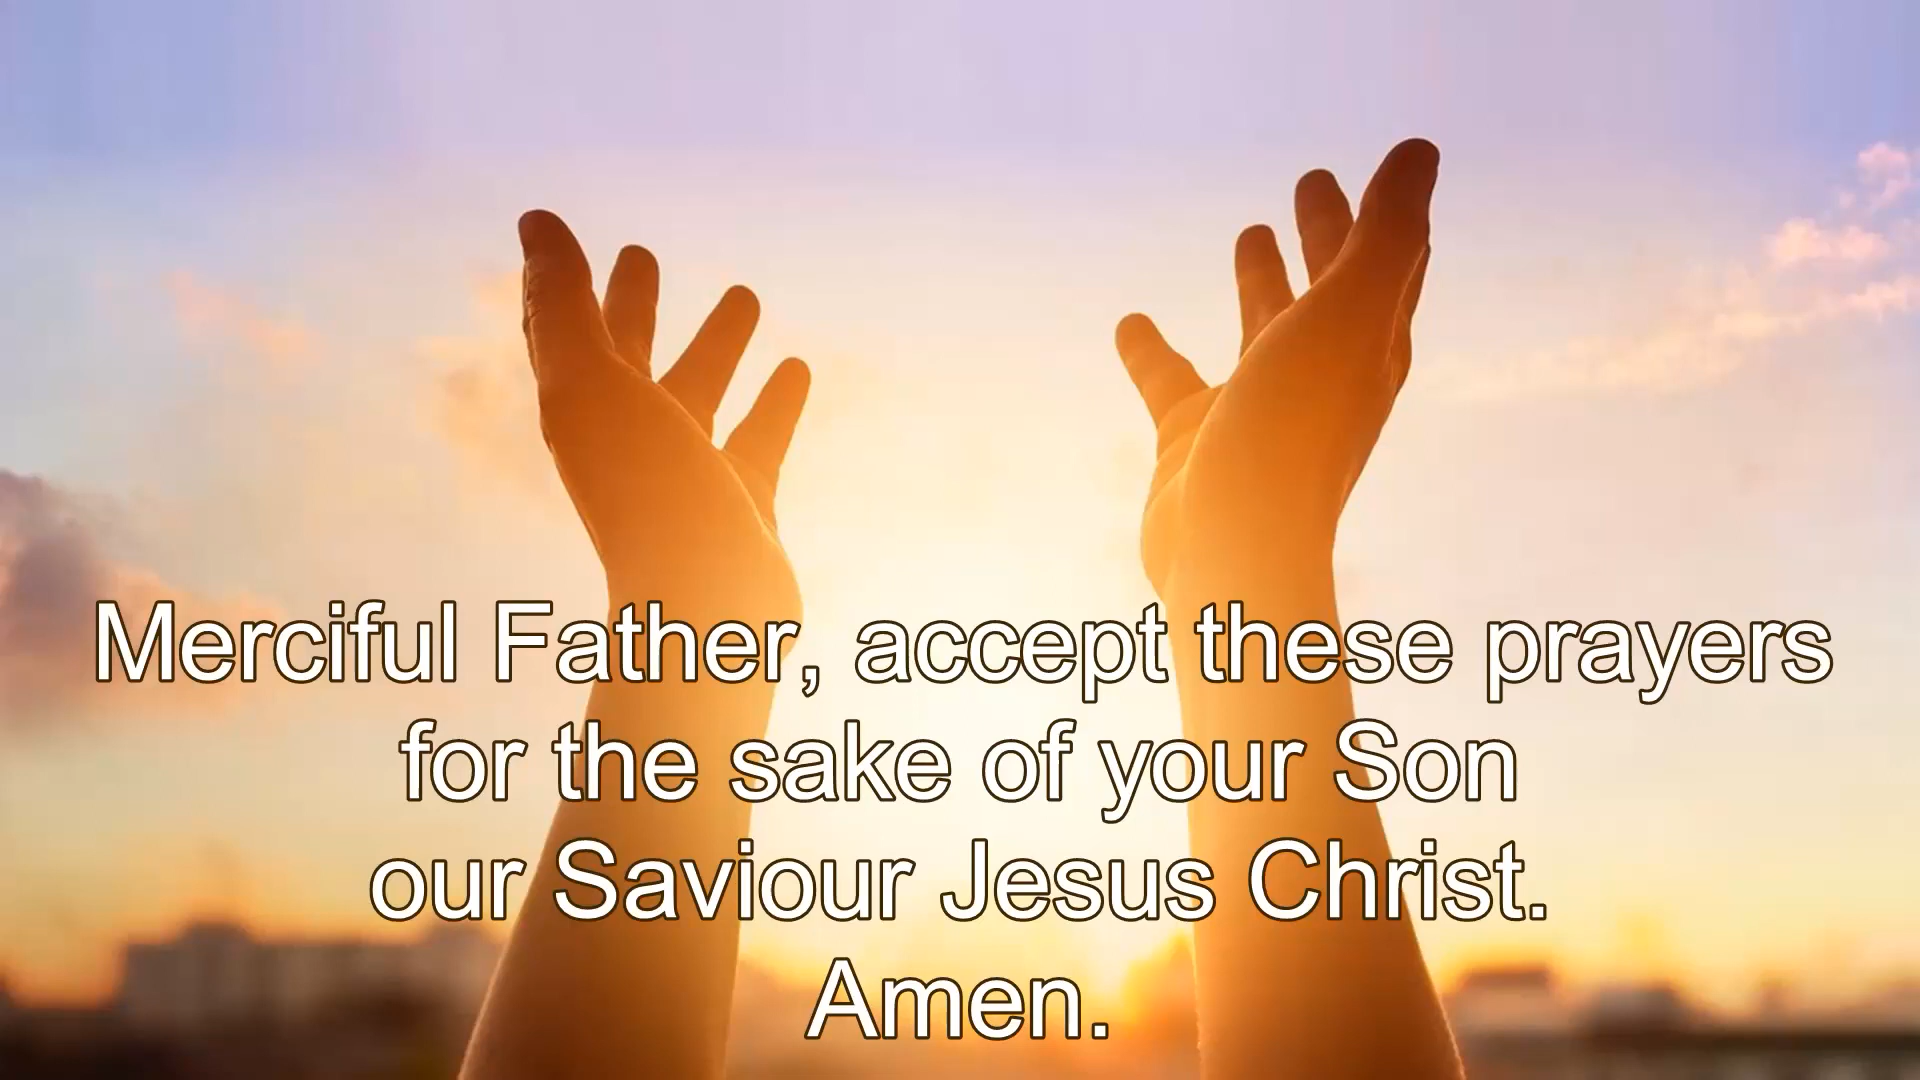 Merciful Father, accept these prayers
for the sake of your Son
our Saviour Jesus Christ.
Amen.